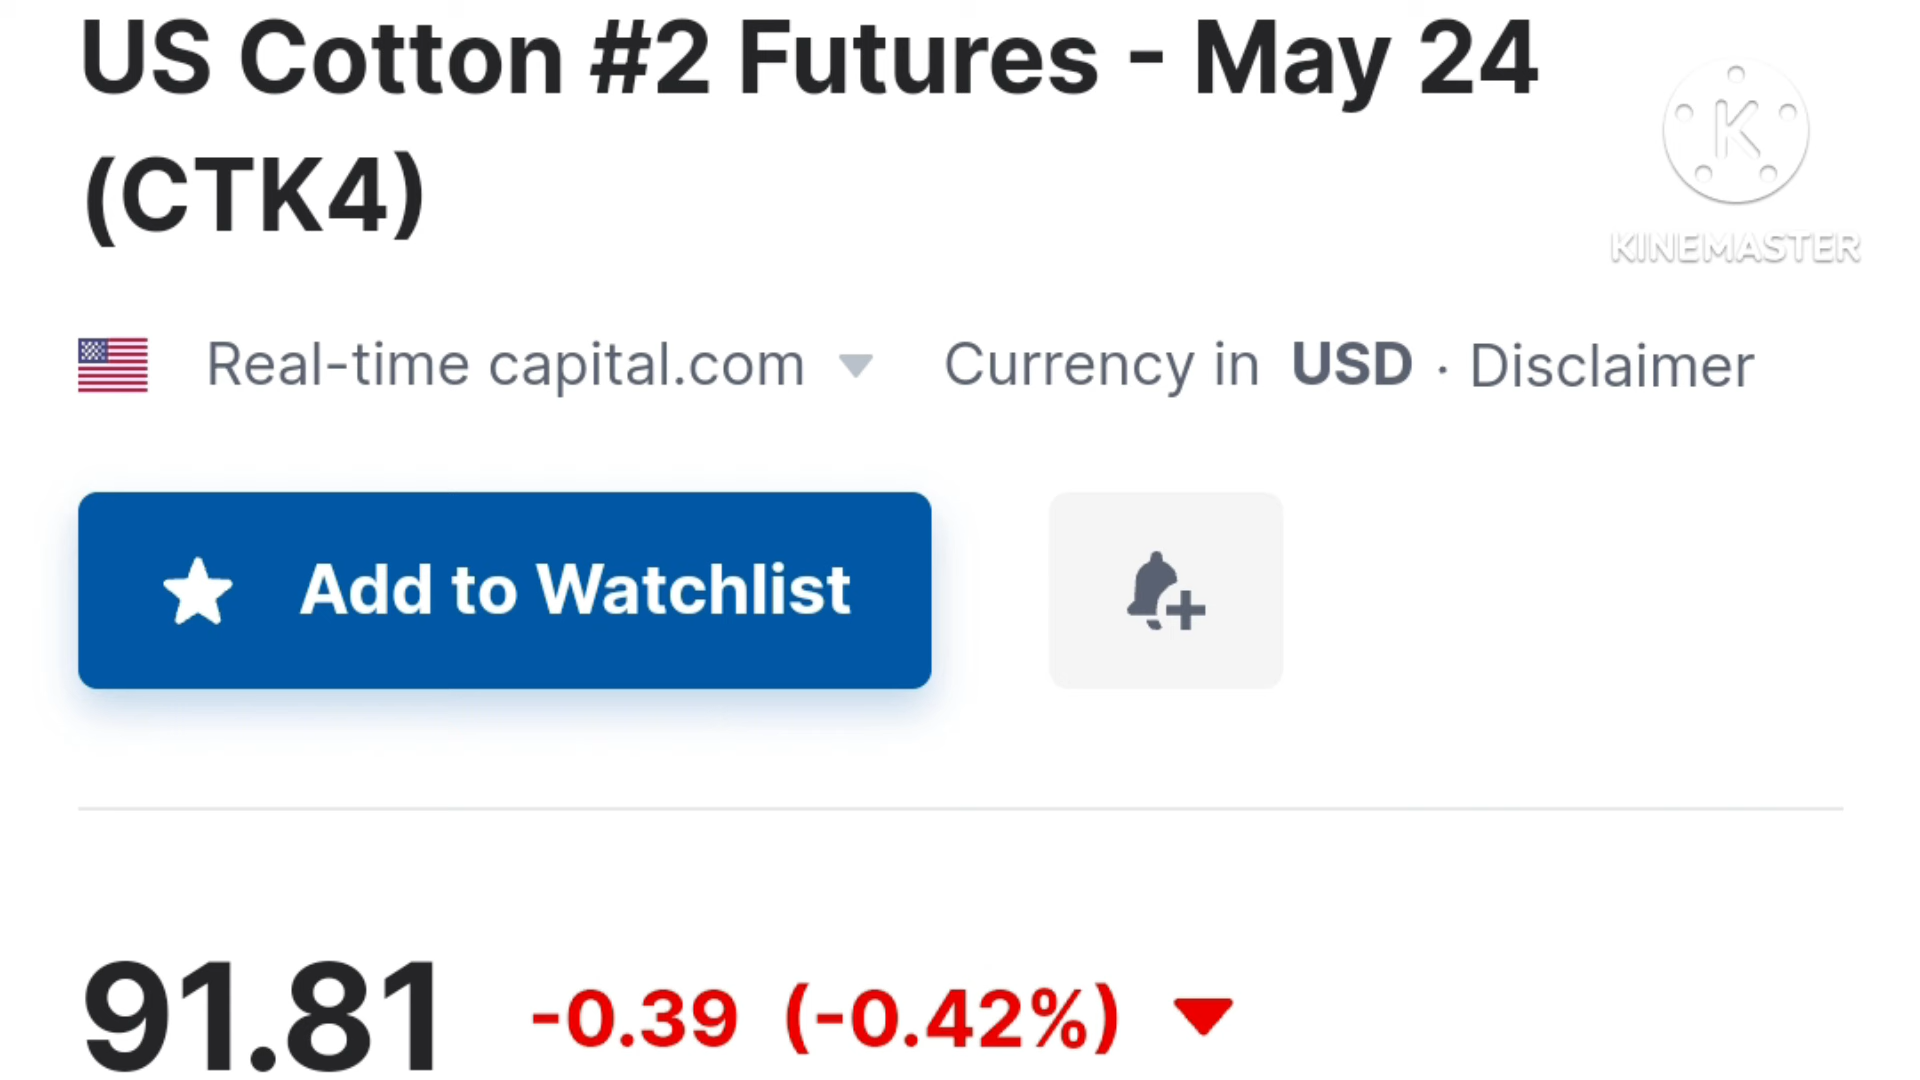 US Cotton #2 Futures - May 24
(CTK4)
K
KINEMASTER
Real-time capital.com Currency in USD · Disclaimer
Add to Watchlist
91.81 -0.39 (-0.42%)